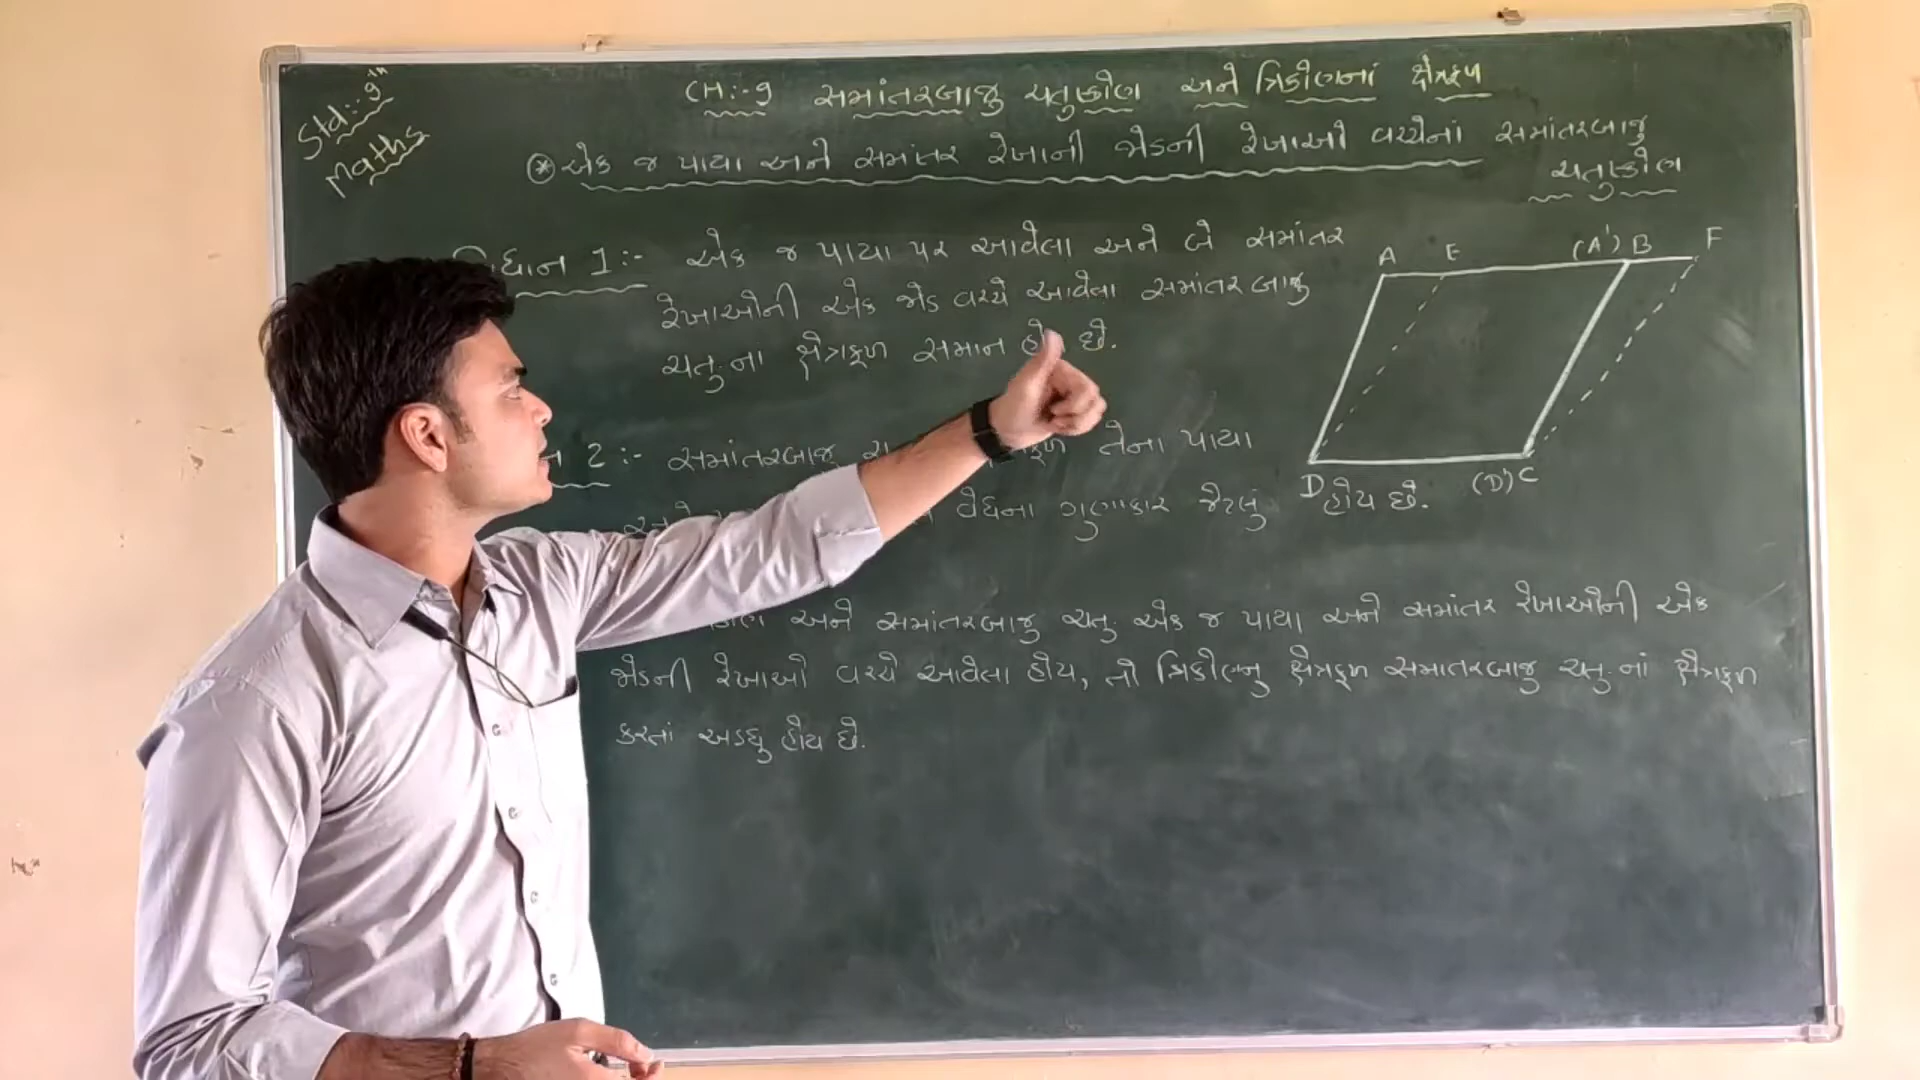 Std:- 9th
Maths
CH:-9 સમાંતરબાજુ ચતુષ્કોણ અને ત્રિકોણનાં ક્ષેત્રફળ
* એક જ પાયા અને સમાંતર રેખાની જોડની રેખાઓ વચ્ચેનાં સમાંતરબાજુ
ચતુષ્કોણ
વિધાન 1:- એક જ પાયા પર આવેલા અને બે સમાંતર
રેખાઓની એક જોડ વચ્ચે આવેલા સમાંતરબાજુ
ચતુ.ના ક્ષેત્રફળ સમાન છે.
A E (A') B F
2:- સમાંતરબાજુ તેના પાયા
વેધના ગુણાકાર જેટલું હોય છે.
D (D') C
અને સમાંતરબાજુ ચતુ. એક જ પાયા અને સમાંતર રેખાઓની એક
જોડની રેખાઓ વચ્ચે આવેલા હોય, તો ત્રિકોણનુ ક્ષેત્રફળ સમાતરબાજુ ચતુ.નાં ક્ષેત્રફળ
કરતાં અડધુ હોય છે.